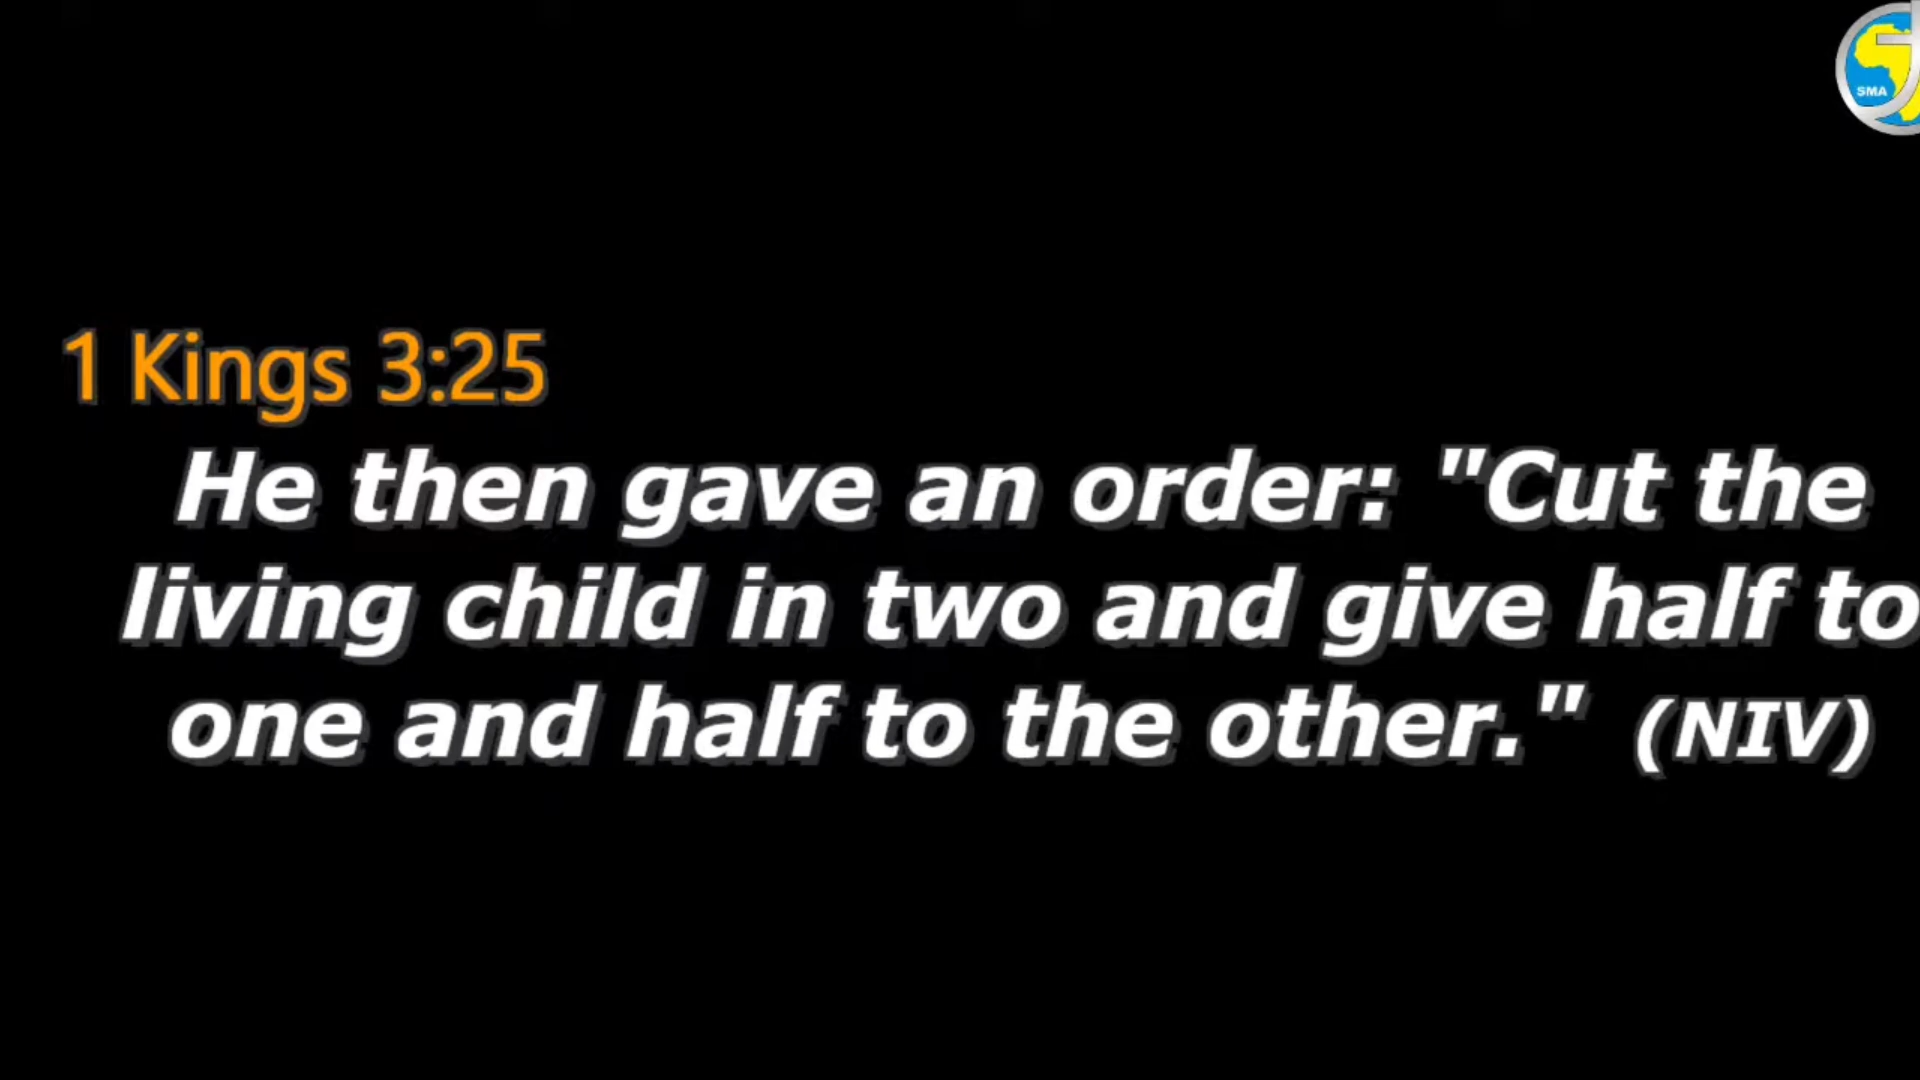 SMA
1 Kings 3:25
He then gave an order: "Cut the
living child in two and give half to
one and half to the other." (NIV)